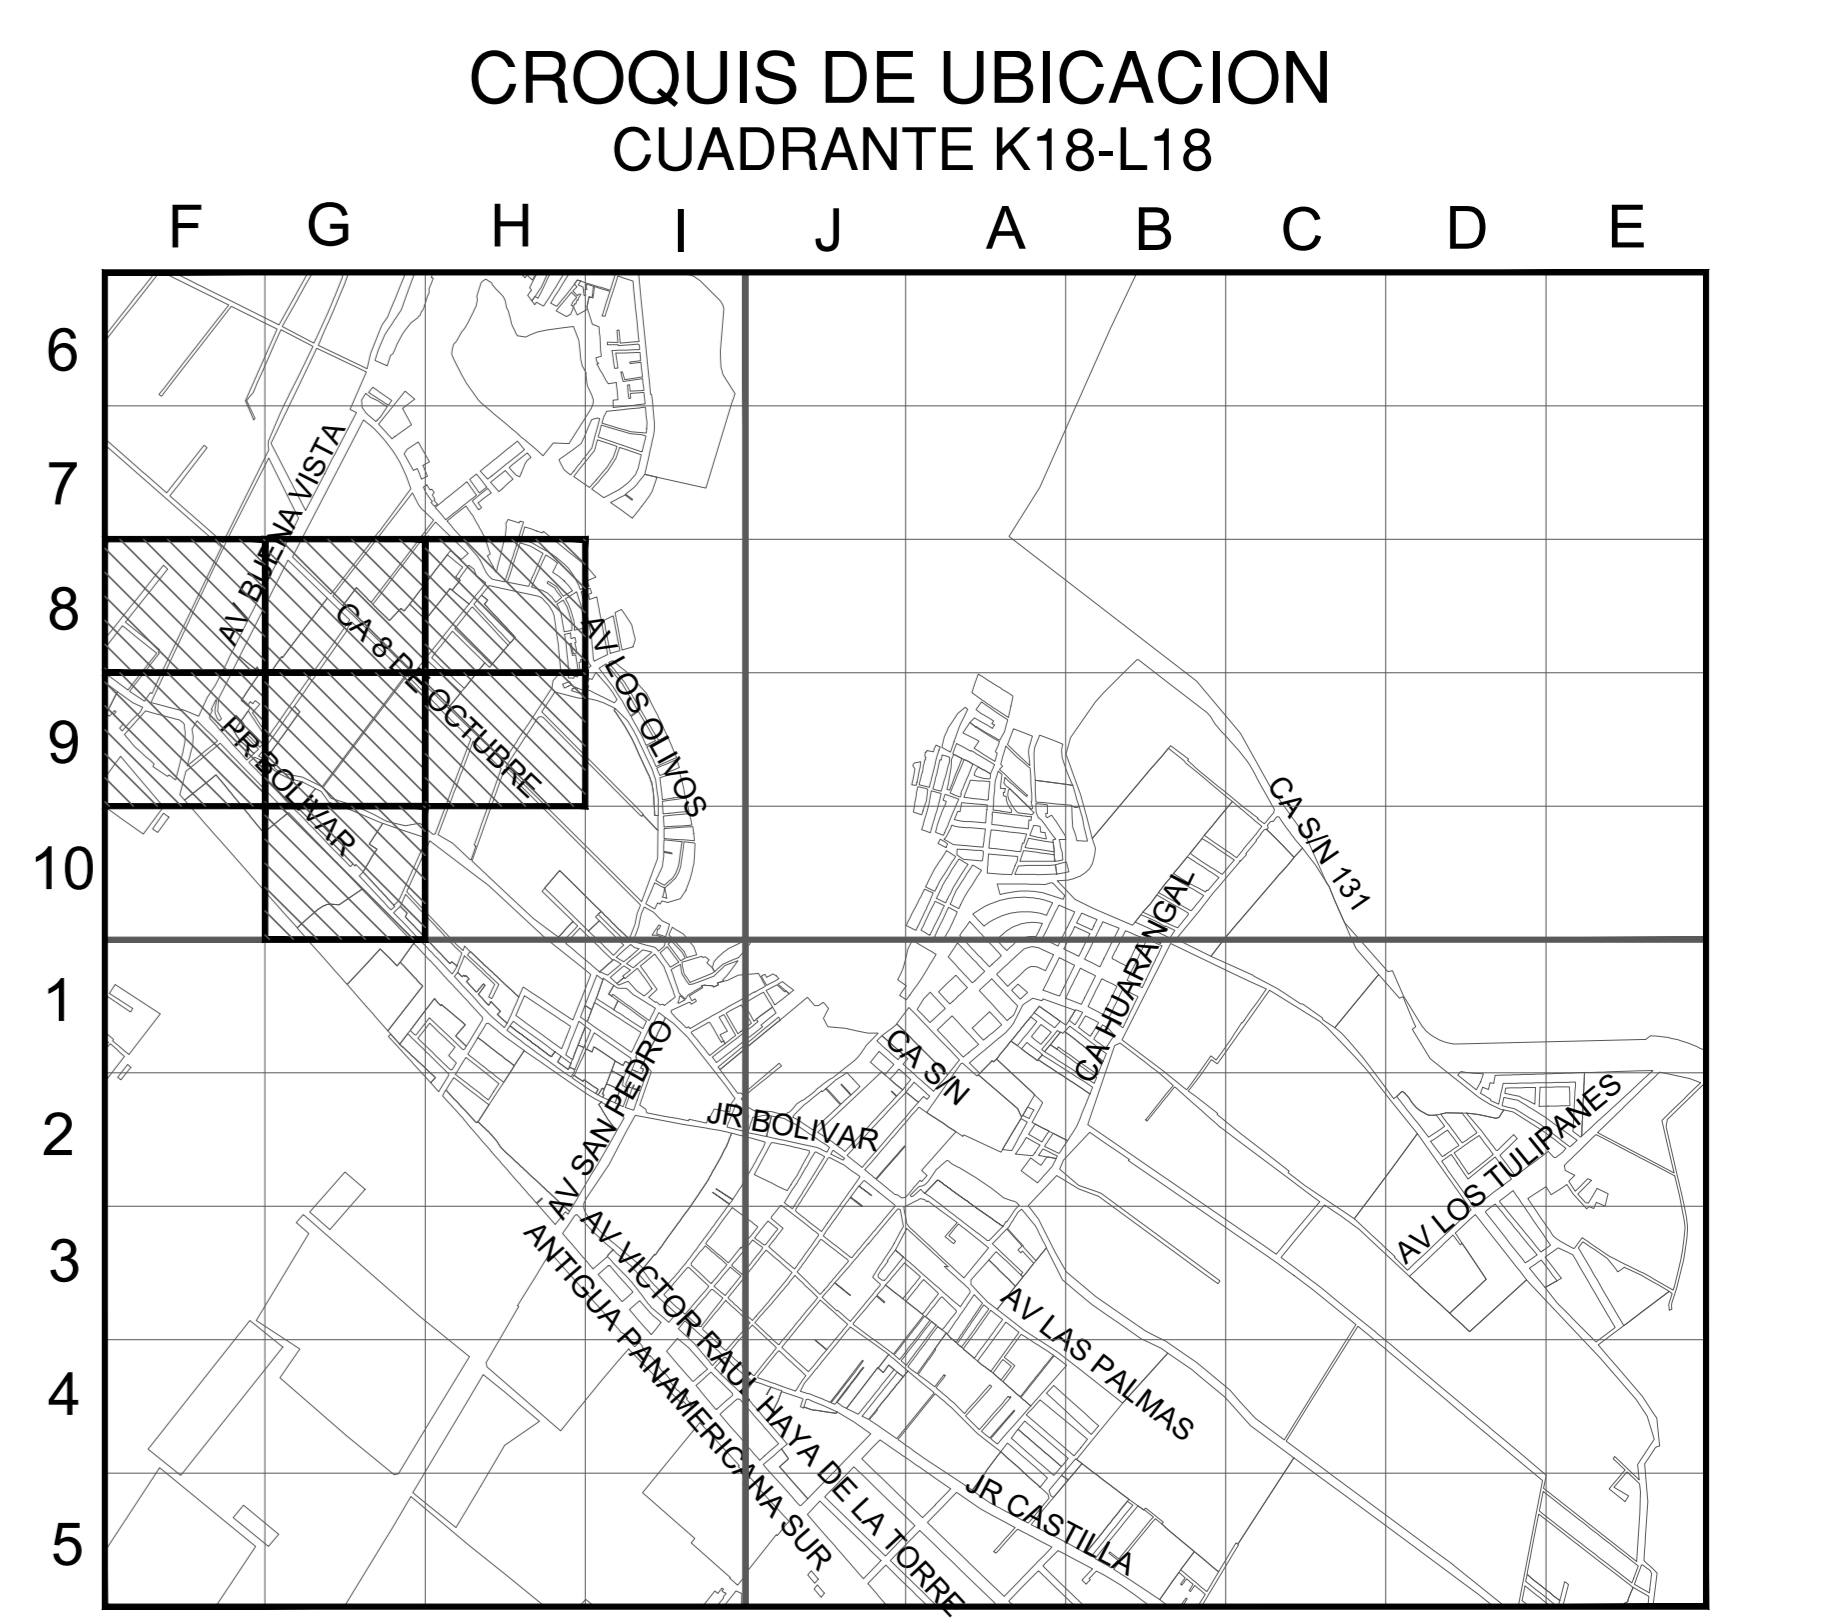 CROQUIS DE UBICACION
CUADRANTE K18-L18
F G H I J A B C D E
6
7
AV BUENA VISTA
8
CA 8 DE OCTUBRE
AV LOS OLIVOS
9
PR BOLIVAR
CA S/N 131
10
CA HUARANGAL
1
AV SAN PEDRO
CA S/N
2
JR BOLIVAR
AV LOS TULIPANES
3
ANTIGUA PANAMERICANA SUR
AV VICTOR RAUL HAYA DE LA TORRE
AV LAS PALMAS
4
5
JR CASTILLA